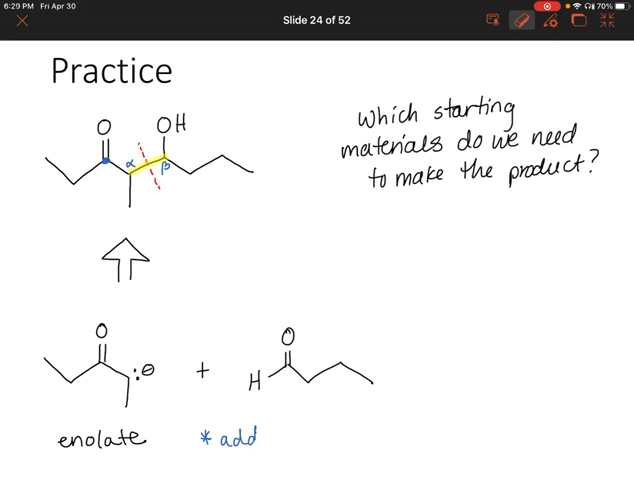 6:29 PM Fri Apr 30
70%
Slide 24 of 52
Practice
O
OH
α
β
Which starting
materials do we need
to make the product?
O
:⊖
+
O
H
enolate
* add